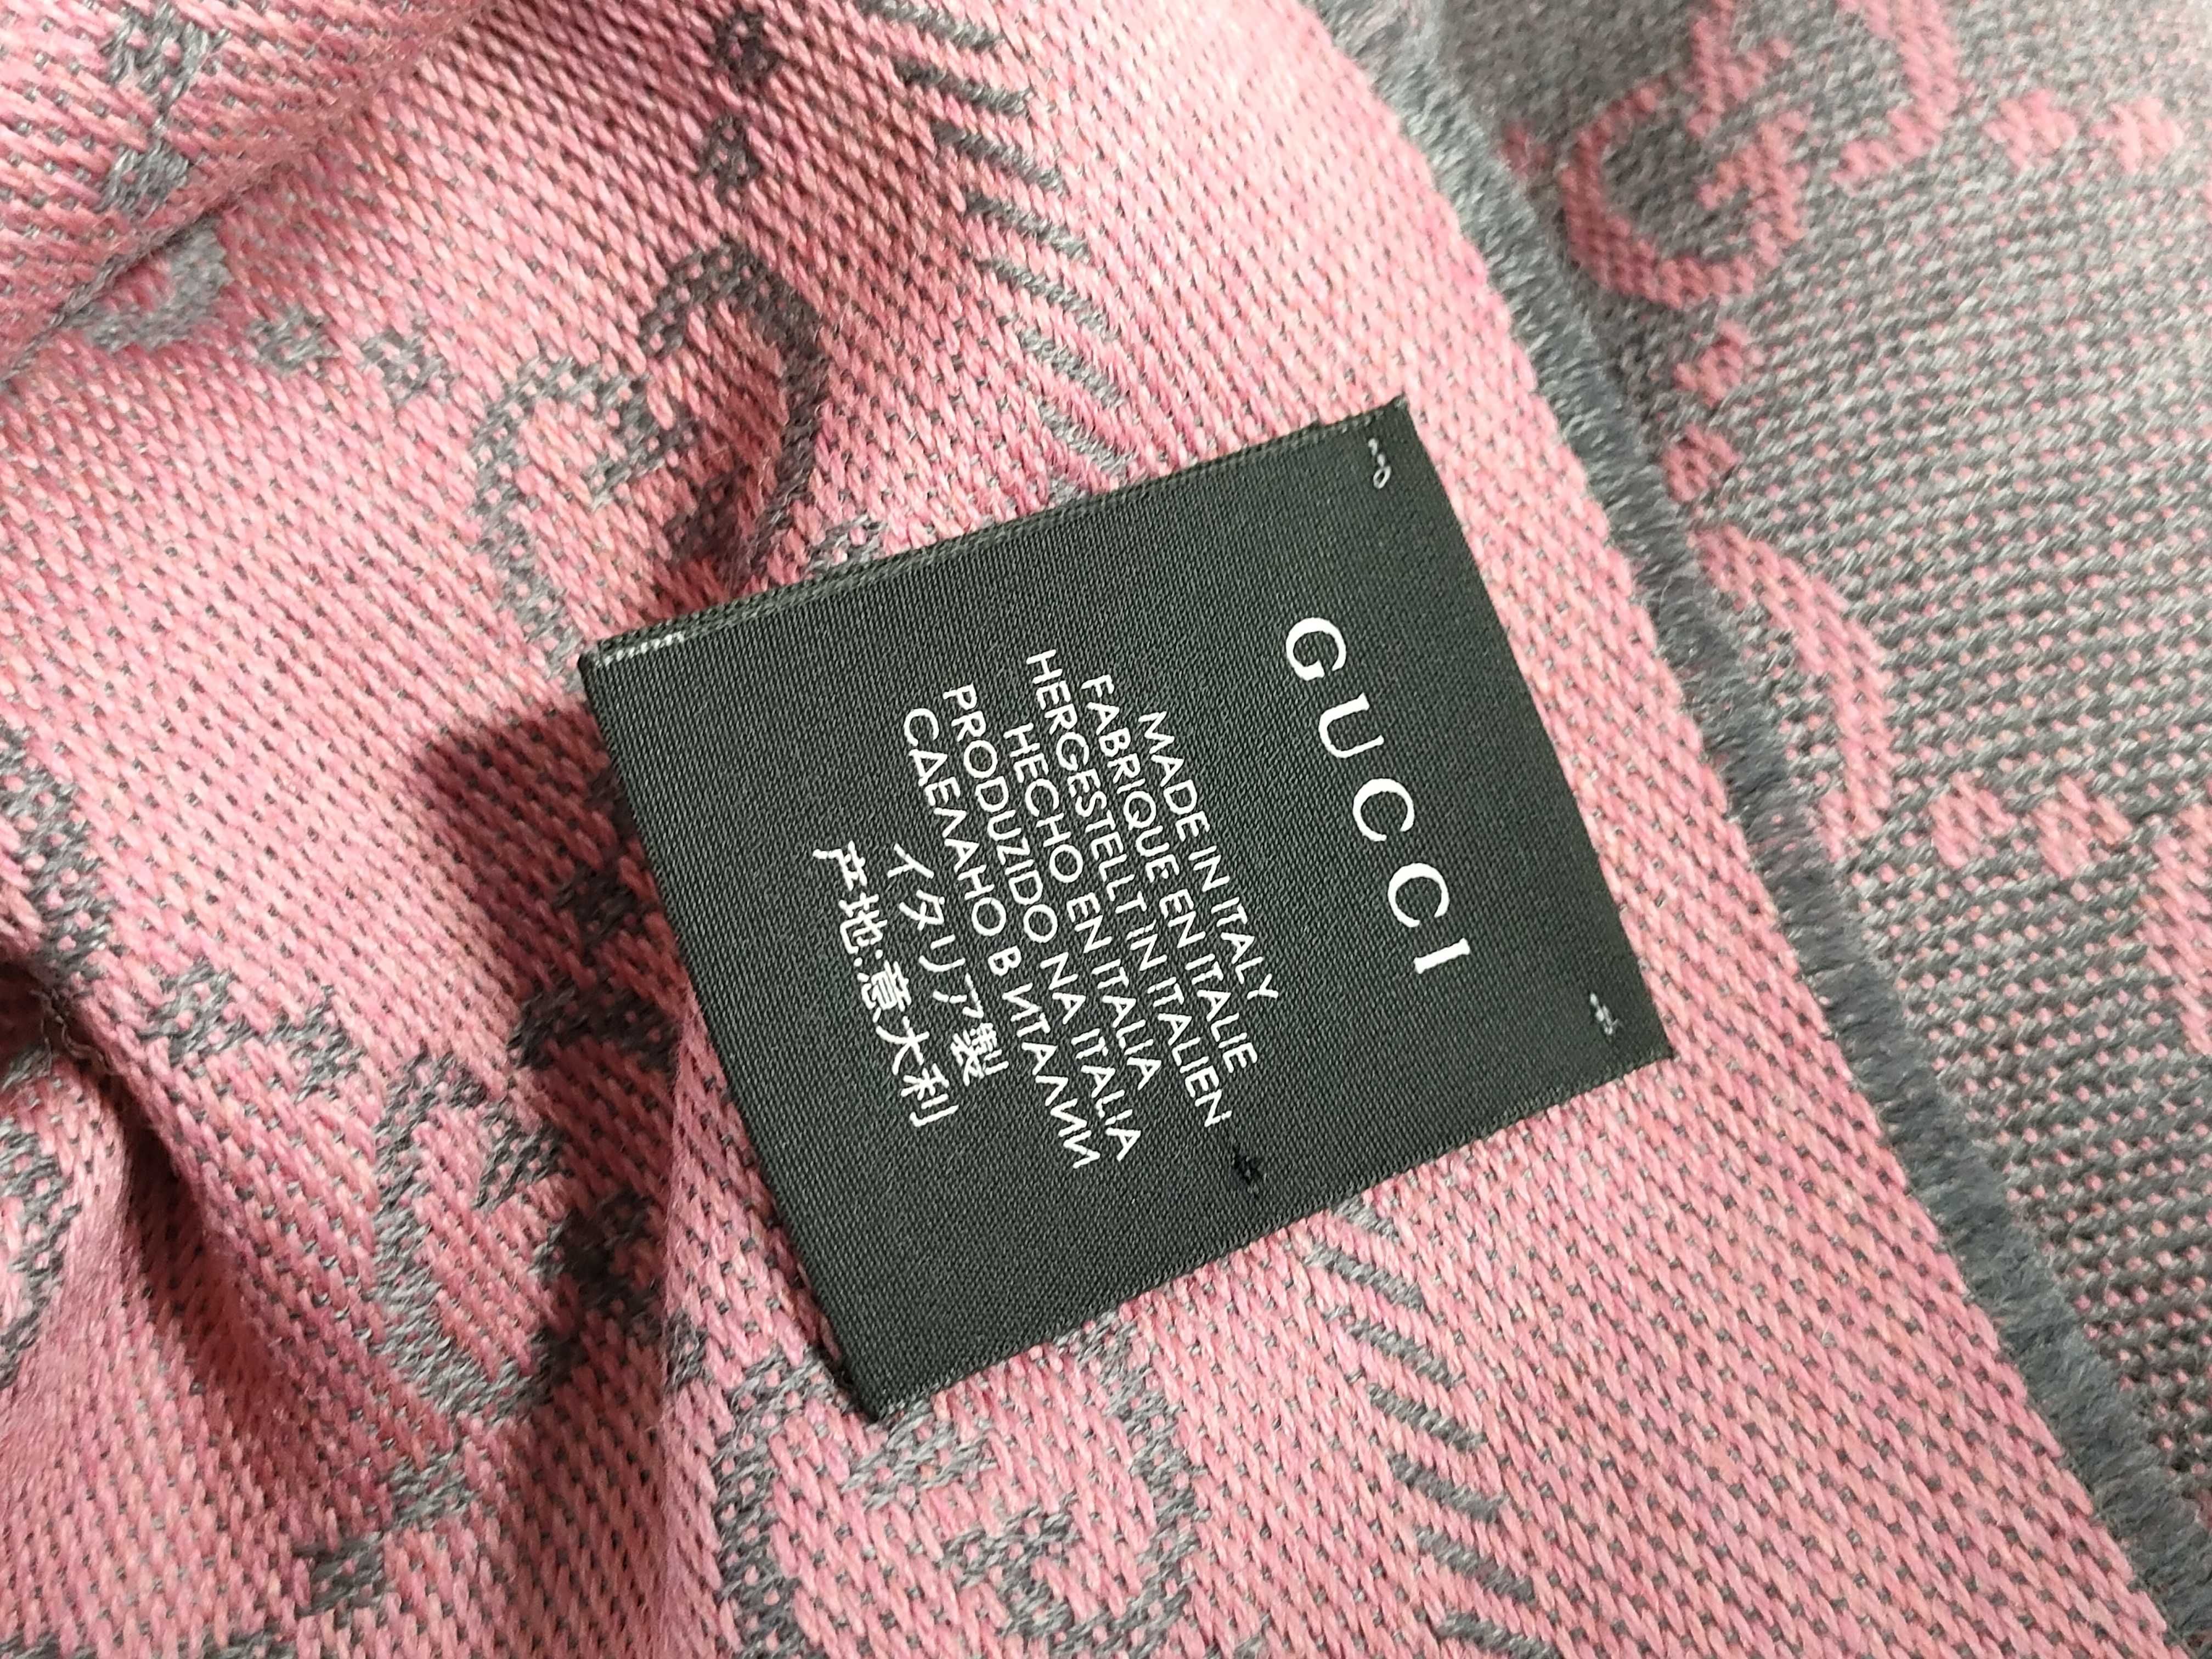 GUCCI
MADE IN ITALY
FABRIQUE EN ITALIE
HERGESTELLT IN ITALIEN
HECHO EN ITALIA
PRODUZIDO NA ITALIA
СДЕЛАНО В ИТАЛИИ
イタリア製
产地:意大利